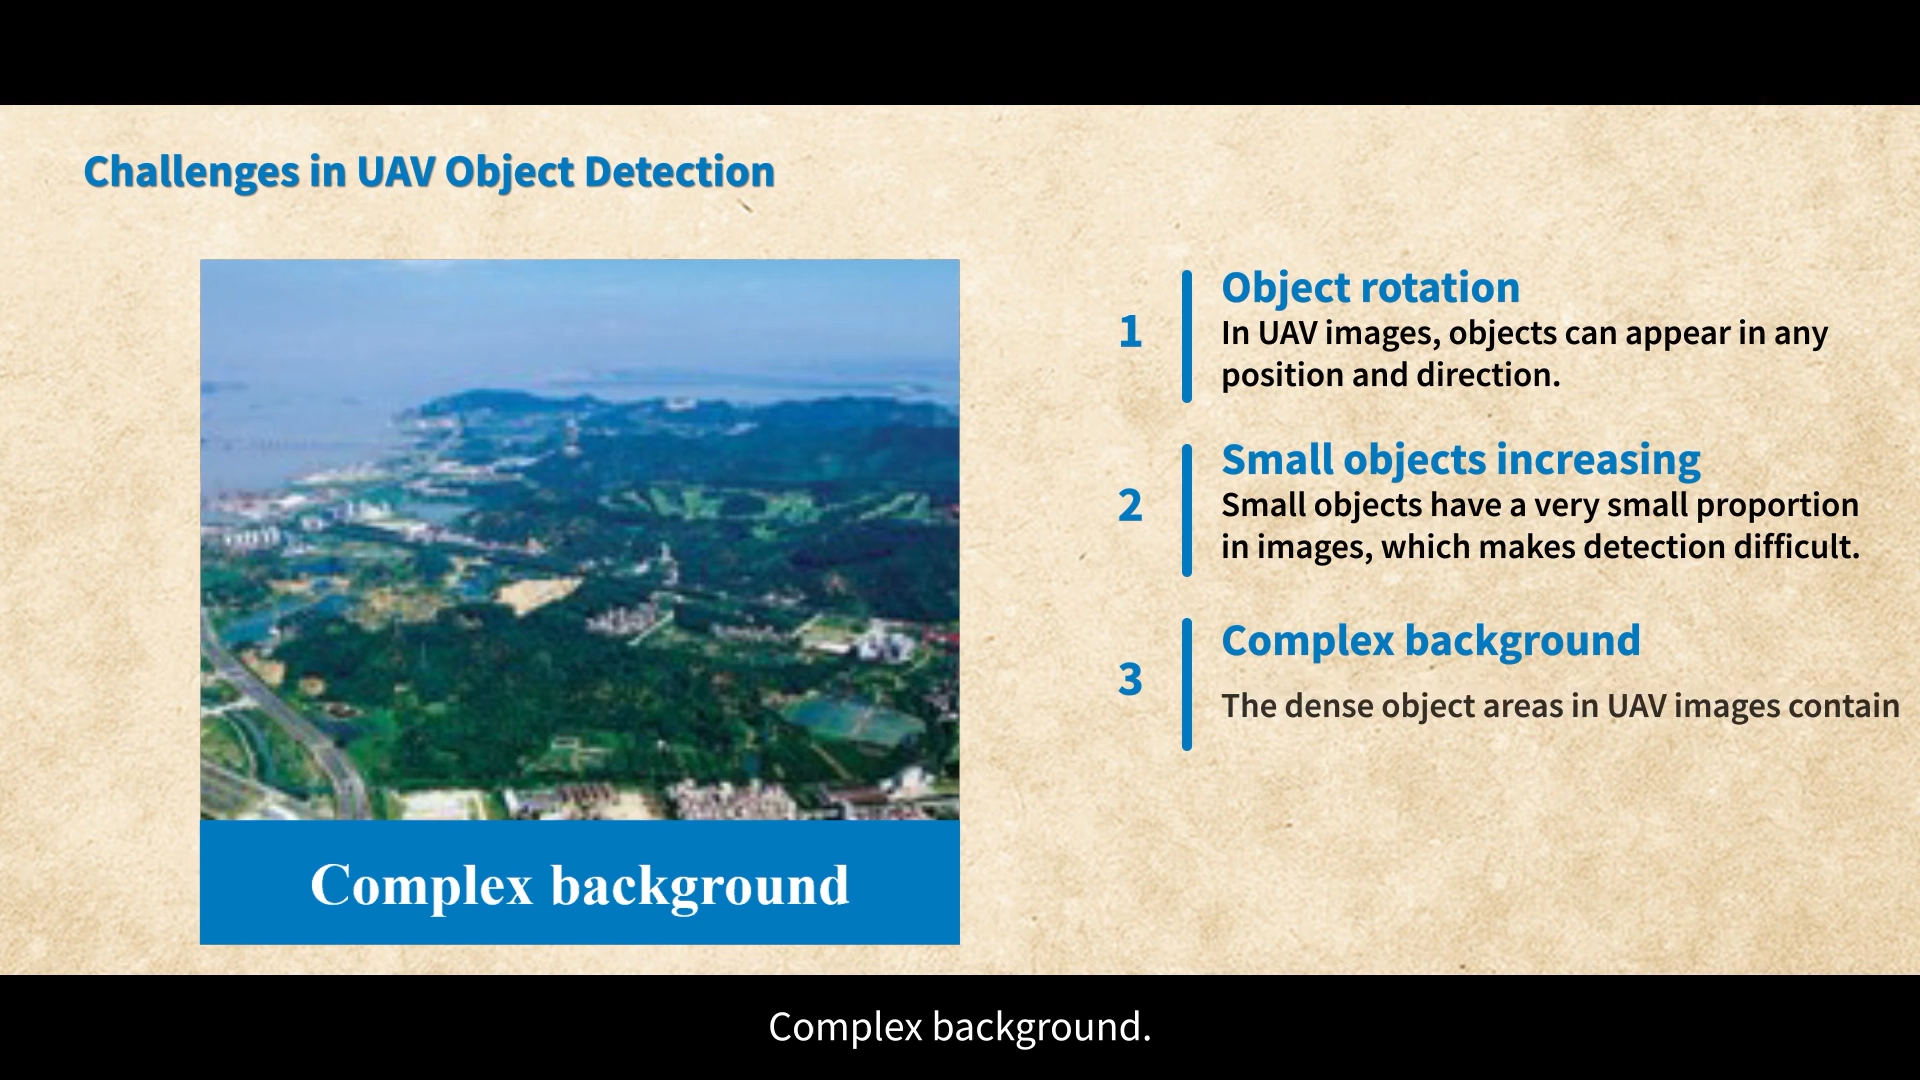 Challenges in UAV Object Detection
Complex background
1
Object rotation
In UAV images, objects can appear in any
position and direction.
2
Small objects increasing
Small objects have a very small proportion
in images, which makes detection difficult.
3
Complex background
The dense object areas in UAV images contain
Complex background.